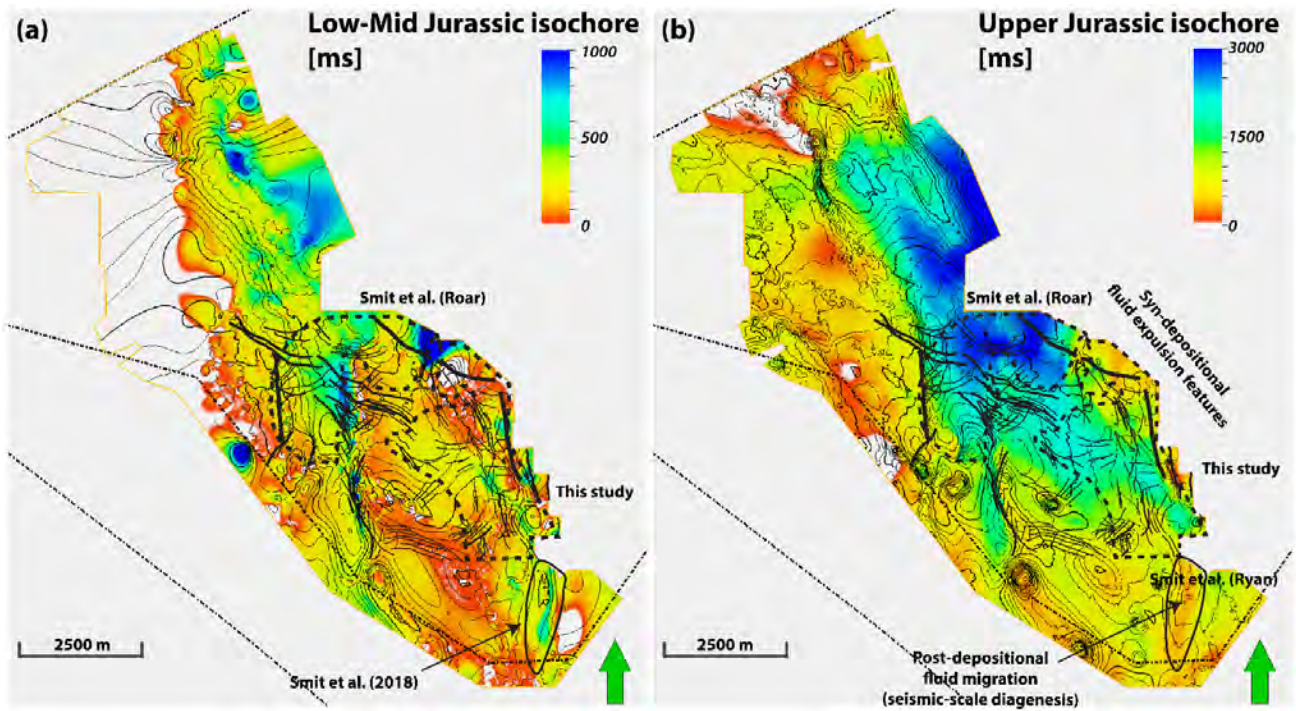 (a)
Low-Mid Jurassic isochore
[ms]
1000
500
0
Smit et al. (Roar)
This study
2500 m
Smit et al. (2018)
(b)
Upper Jurassic isochore
[ms]
3000
1500
0
Smit et al. (Roar)
Syn-depositional
fluid expulsion features
This study
Smit et al. (Ryan)
2500 m
Post-depositional
fluid migration
(seismic-scale diagenesis)